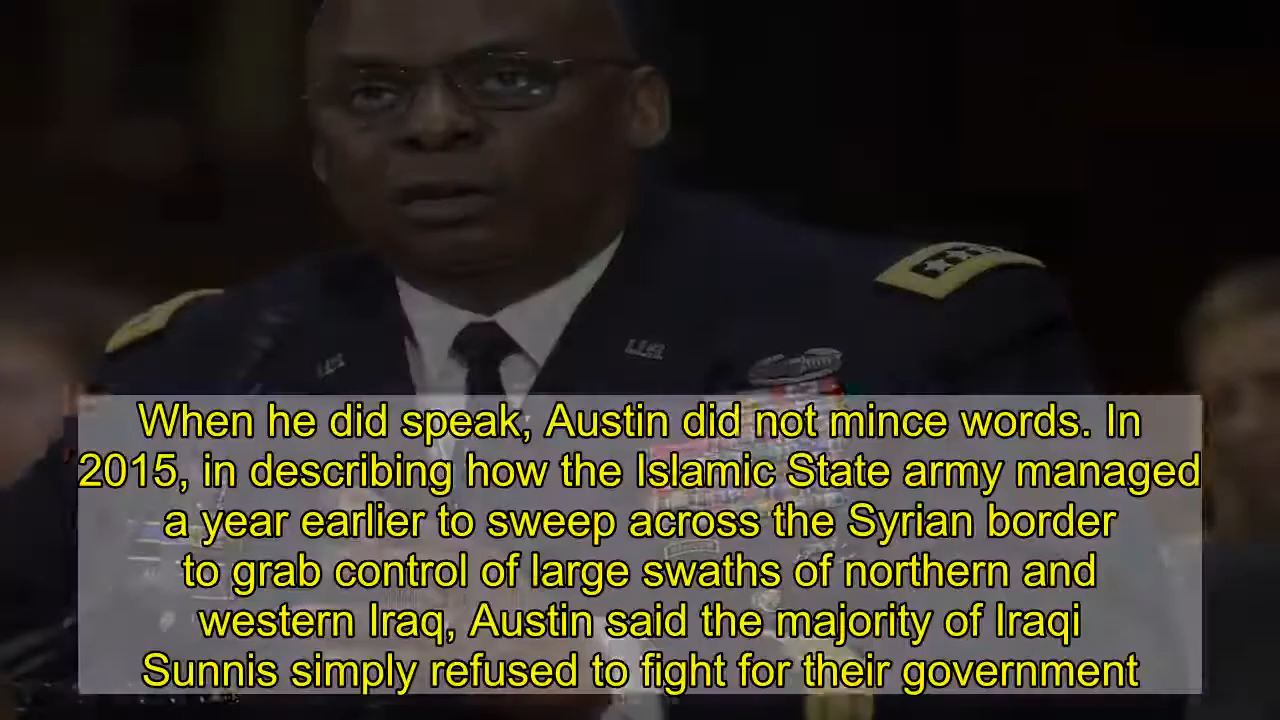 When he did speak, Austin did not mince words. In
2015, in describing how the Islamic State army managed
a year earlier to sweep across the Syrian border
to grab control of large swaths of northern and
western Iraq, Austin said the majority of Iraqi
Sunnis simply refused to fight for their government
U.S.
U.S.